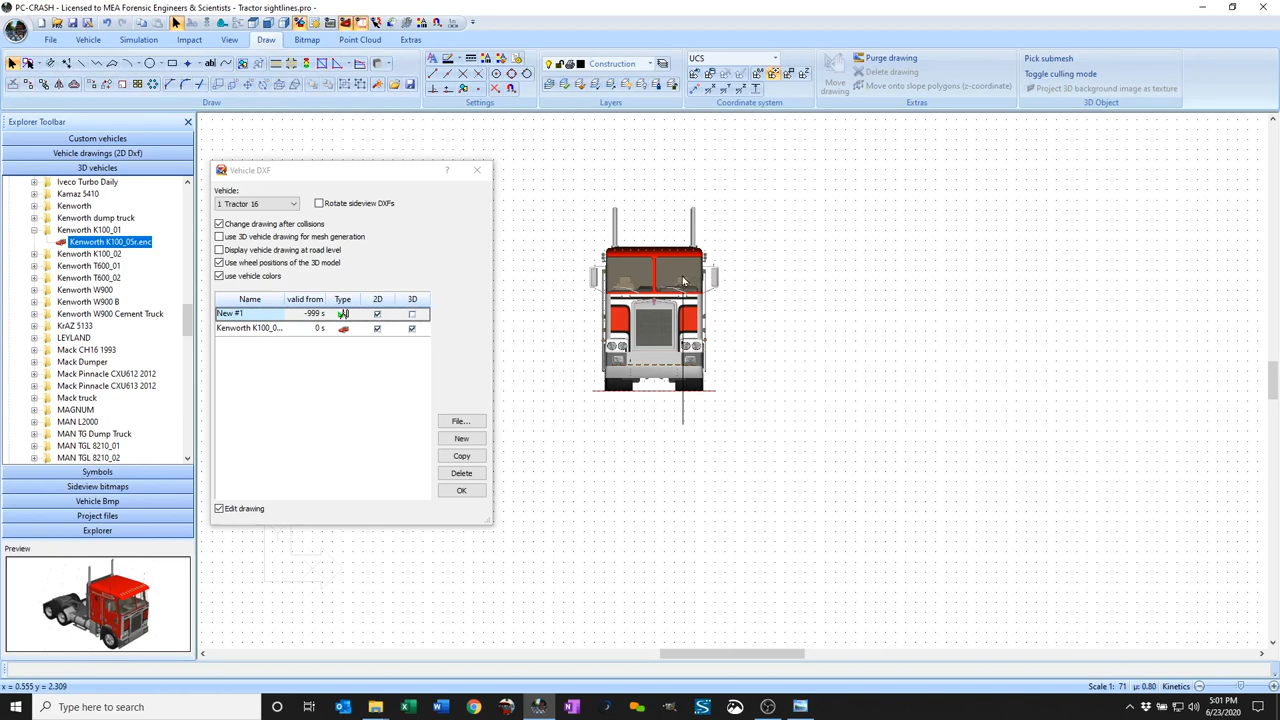 PC-CRASH - Licensed to MEA Forensic Engineers & Scientists - Tractor sightlines.pro -
File Vehicle Simulation Impact View Draw Bitmap Point Cloud Extras
Construction
UCS
Move drawing
Purge drawing
Delete drawing
Move onto slope polygons (z-coordinate)
Pick submesh
Toggle culling mode
Project 3D background image as texture
Draw Settings Layers Coordinate system Extras 3D Object
Explorer Toolbar
Custom vehicles
Vehicle drawings (2D Dxf)
3D vehicles
Iveco Turbo Daily
Kamaz 5410
Kenworth
Kenworth dump truck
Kenworth K100_01
Kenworth K100_05r.enc
Kenworth K100_02
Kenworth T600_01
Kenworth T600_02
Kenworth W900
Kenworth W900 B
Kenworth W900 Cement Truck
KrAZ 5133
LEYLAND
Mack CH16 1993
Mack Dumper
Mack Pinnacle CXU612 2012
Mack Pinnacle CXU613 2012
Mack truck
MAGNUM
MAN L2000
MAN TG Dump Truck
MAN TGL 8210_01
MAN TGL 8210_02
Symbols
Sideview bitmaps
Vehicle Bmp
Project files
Explorer
Preview
Vehicle DXF ?
Vehicle:
1 Tractor 16
Rotate sideview DXFs
Change drawing after collisions
use 3D vehicle drawing for mesh generation
Display vehicle drawing at road level
Use wheel positions of the 3D model
use vehicle colors
Name valid from Type 2D 3D
New #1 -999 s
Kenworth K100_0... 0 s
File...
New
Copy
Delete
OK
Edit drawing
x = 0.555 y = 2.309
Scale 1: 71 µ: 0.80 Kinetics
Type here to search
5:01 PM
6/23/2020